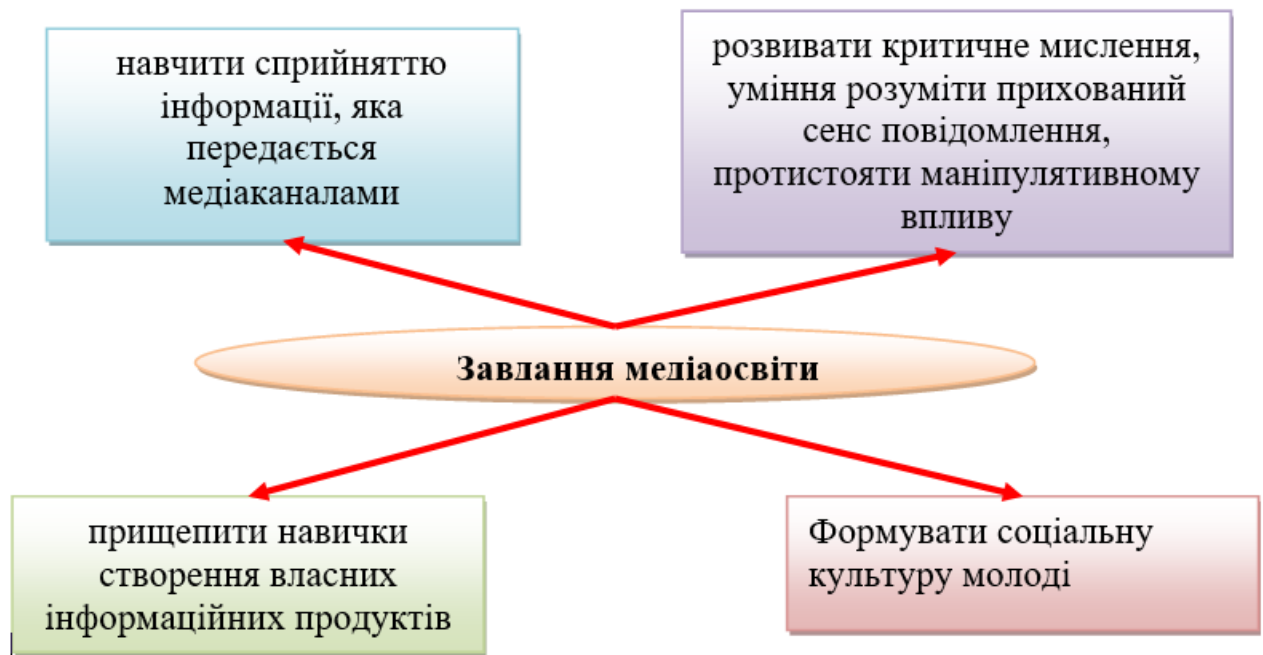 навчити сприйняттю
інформації, яка
передається
медіаканалами
розвивати критичне мислення,
уміння розуміти прихований
сенс повідомлення,
протистояти маніпулятивному
впливу
Завдання медіаосвіти
прищепити навички
створення власних
інформаційних продуктів
Формувати соціальну
культуру молоді